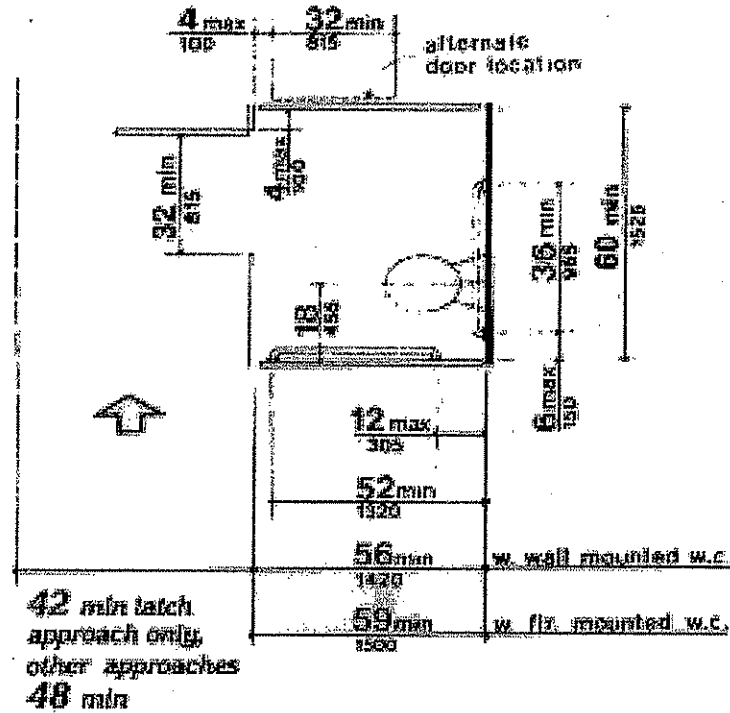 4 max
100
32 min
815
alternate
door location
32 min
815
4 max
100
36 min
915
60 min
1525
18
455
6 max
150
12 max
305
52 min
1320
56 min
1420
w. wall mounted w.c.
59 min
1500
w. flr. mounted w.c.
42 min latch
approach only,
other approaches
48 min